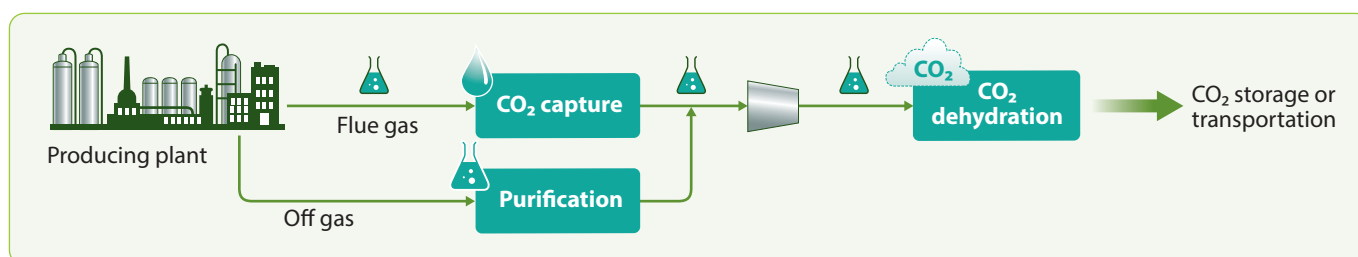 Producing plant
Flue gas
Off gas
CO₂ capture
Purification
CO₂
CO₂
dehydration
CO₂ storage or
transportation